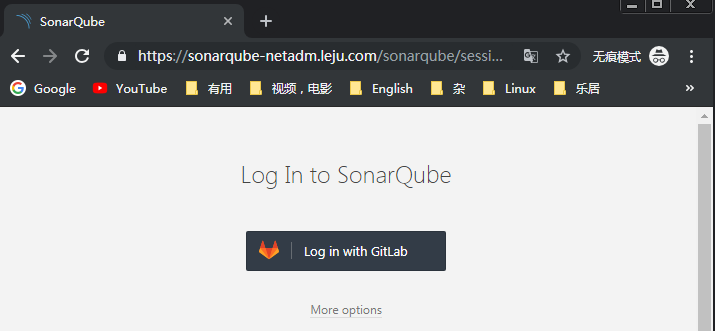 SonarQube
https://sonarqube-netadm.leju.com/sonarqube/sessi...
无痕模式
Google YouTube 有用 视频，电影 English 杂 Linux 乐居 »
Log In to SonarQube
Log in with GitLab
More options